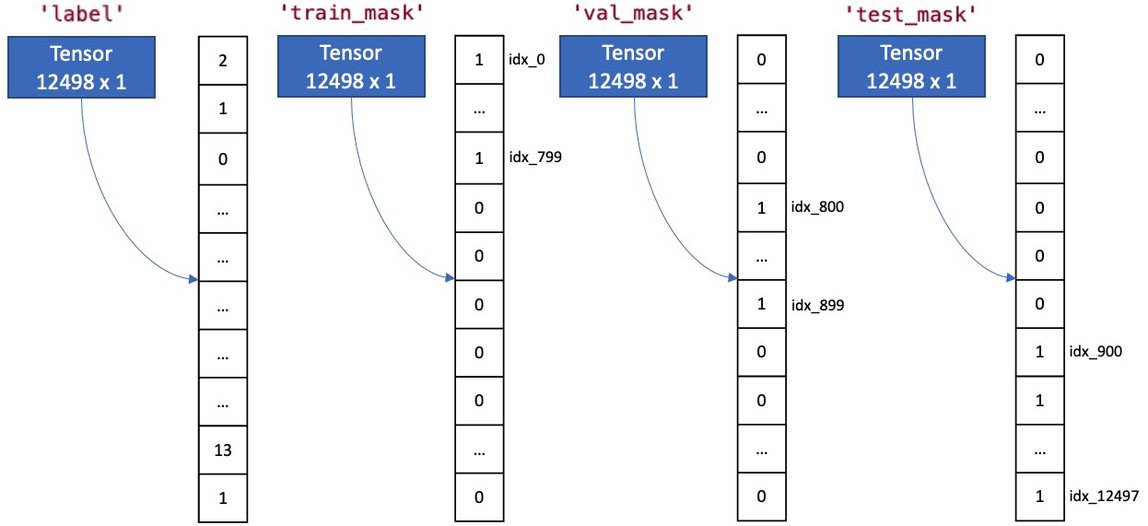 'label'
Tensor
12498 x 1
2
1
0
...
...
...
...
...
13
1
'train_mask'
Tensor
12498 x 1
1 idx_0
...
1 idx_799
0
0
0
0
0
...
0
'val_mask'
Tensor
12498 x 1
0
...
0
1 idx_800
...
1 idx_899
0
0
...
0
'test_mask'
Tensor
12498 x 1
0
...
0
0
0
0
1 idx_900
1
...
1 idx_12497